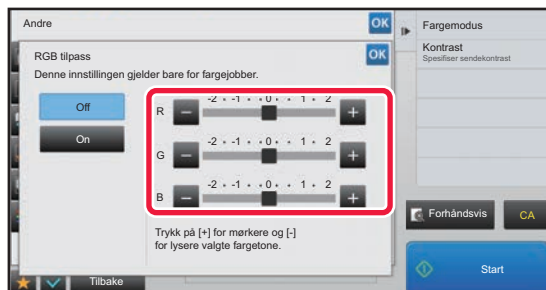 Andre
OK
RGB tilpass
OK
Denne innstillingen gjelder bare for fargejobber.
Off
On
R
-2 -1 0 1 2
G
-2 -1 0 1 2
B
-2 -1 0 1 2
Trykk på [+] for mørkere og [-]
for lysere valgte fargetone.
Tilbake
Fargemodus
Kontrast
Spesifiser sendekontrast
Forhåndsvis
CA
Start